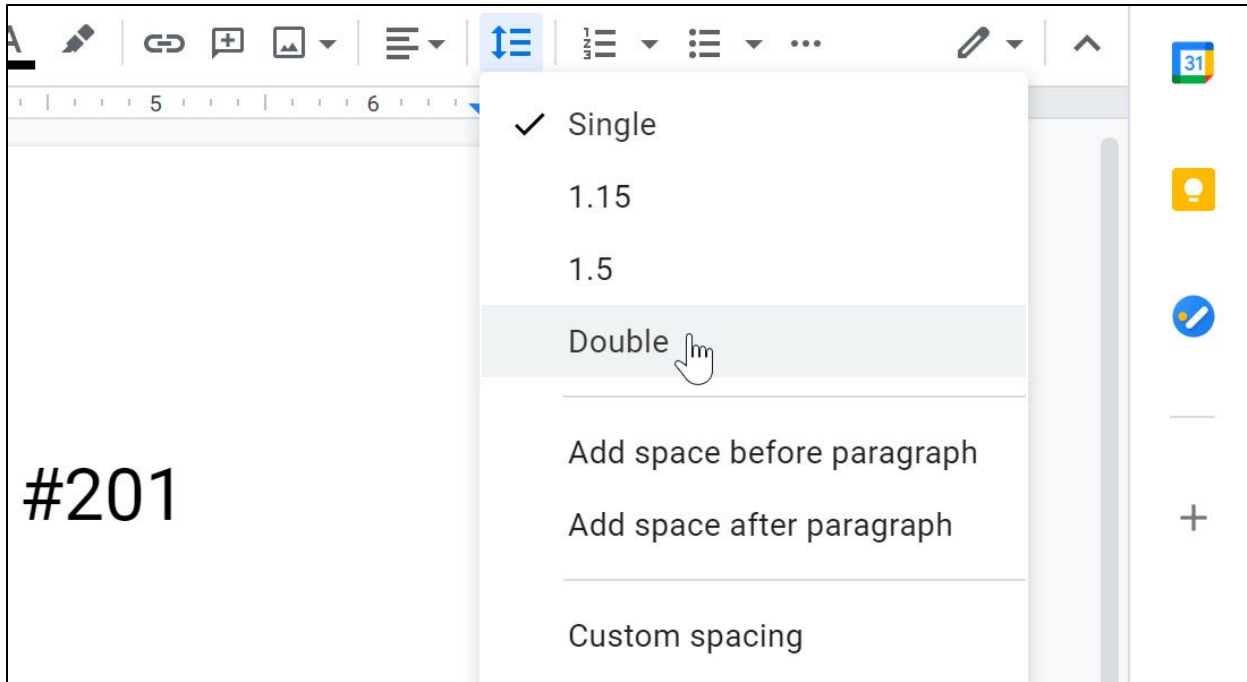 A
5 6
31
Single
1.15
1.5
Double
#201
Add space before paragraph
Add space after paragraph
Custom spacing